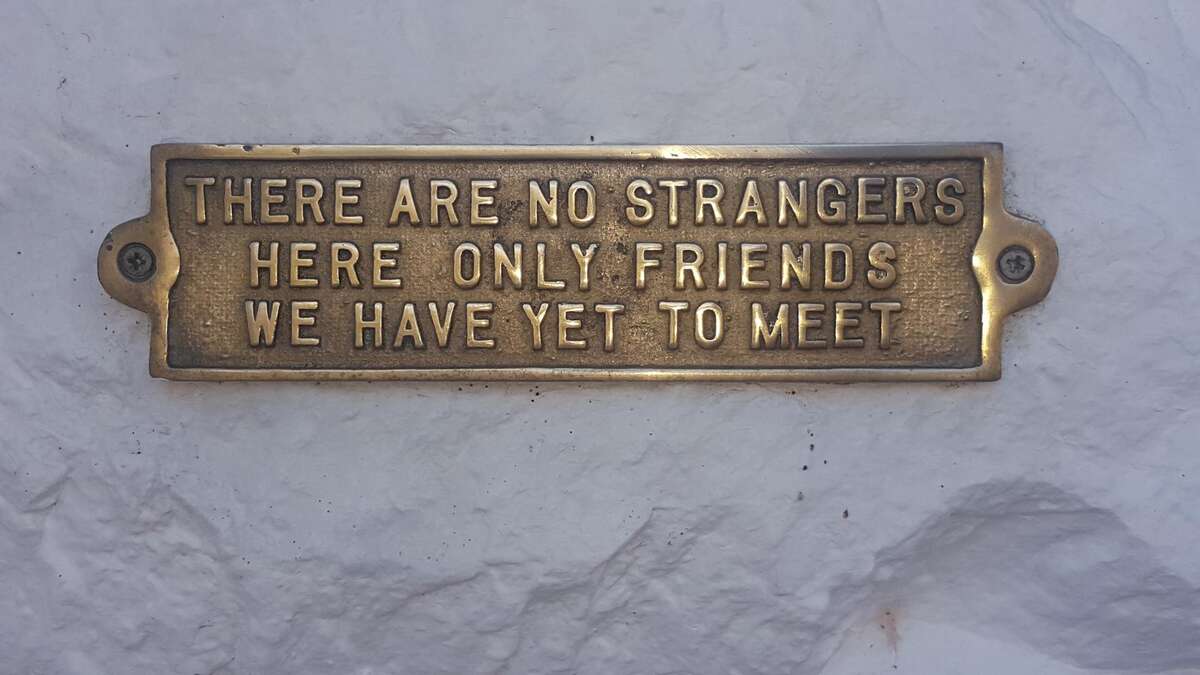 THERE ARE NO STRANGERS
HERE ONLY FRIENDS
WE HAVE YET TO MEET